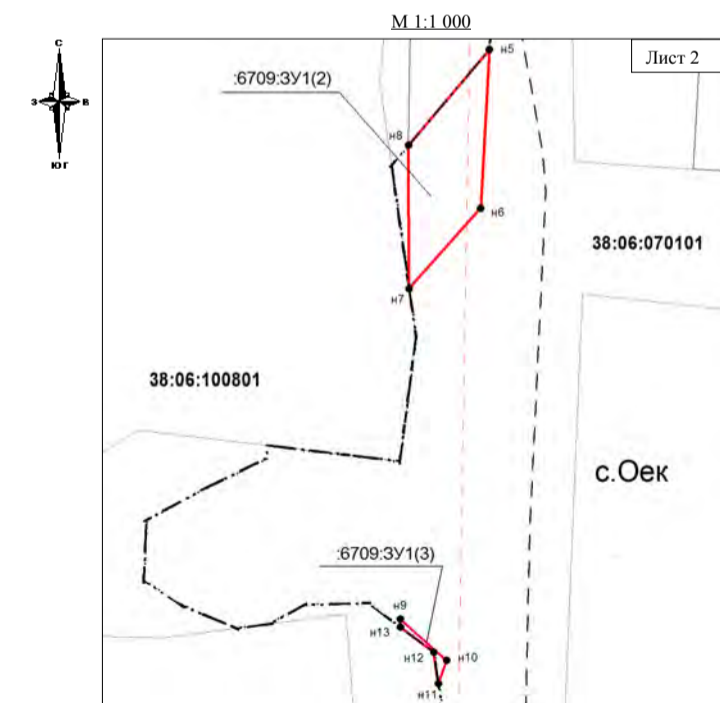 М 1:1 000
Лист 2
С
З
В
ЮГ
н5
:6709:ЗУ1(2)
н8
н6
38:06:070101
н7
38:06:100801
с.Оек
:6709:ЗУ1(3)
н9
н13
н12
н10
н11